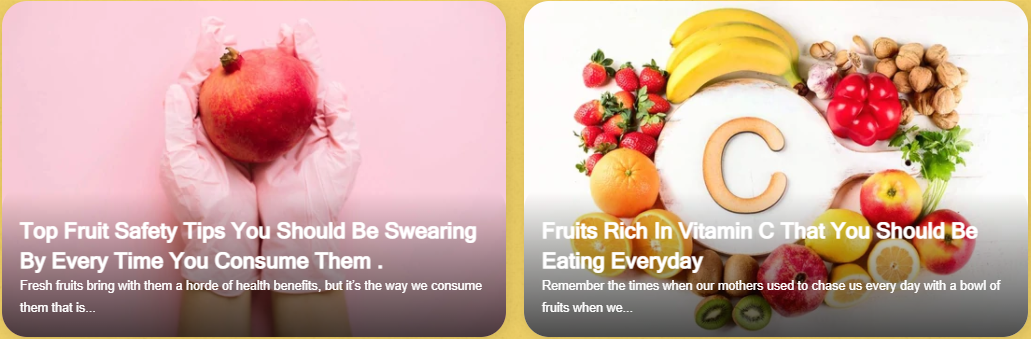 Top Fruit Safety Tips You Should Be Swearing
By Every Time You Consume Them .
Fresh fruits bring with them a horde of health benefits, but it's the way we consume
them that is...
C
Fruits Rich In Vitamin C That You Should Be
Eating Everyday
Remember the times when our mothers used to chase us every day with a bowl of
fruits when we...